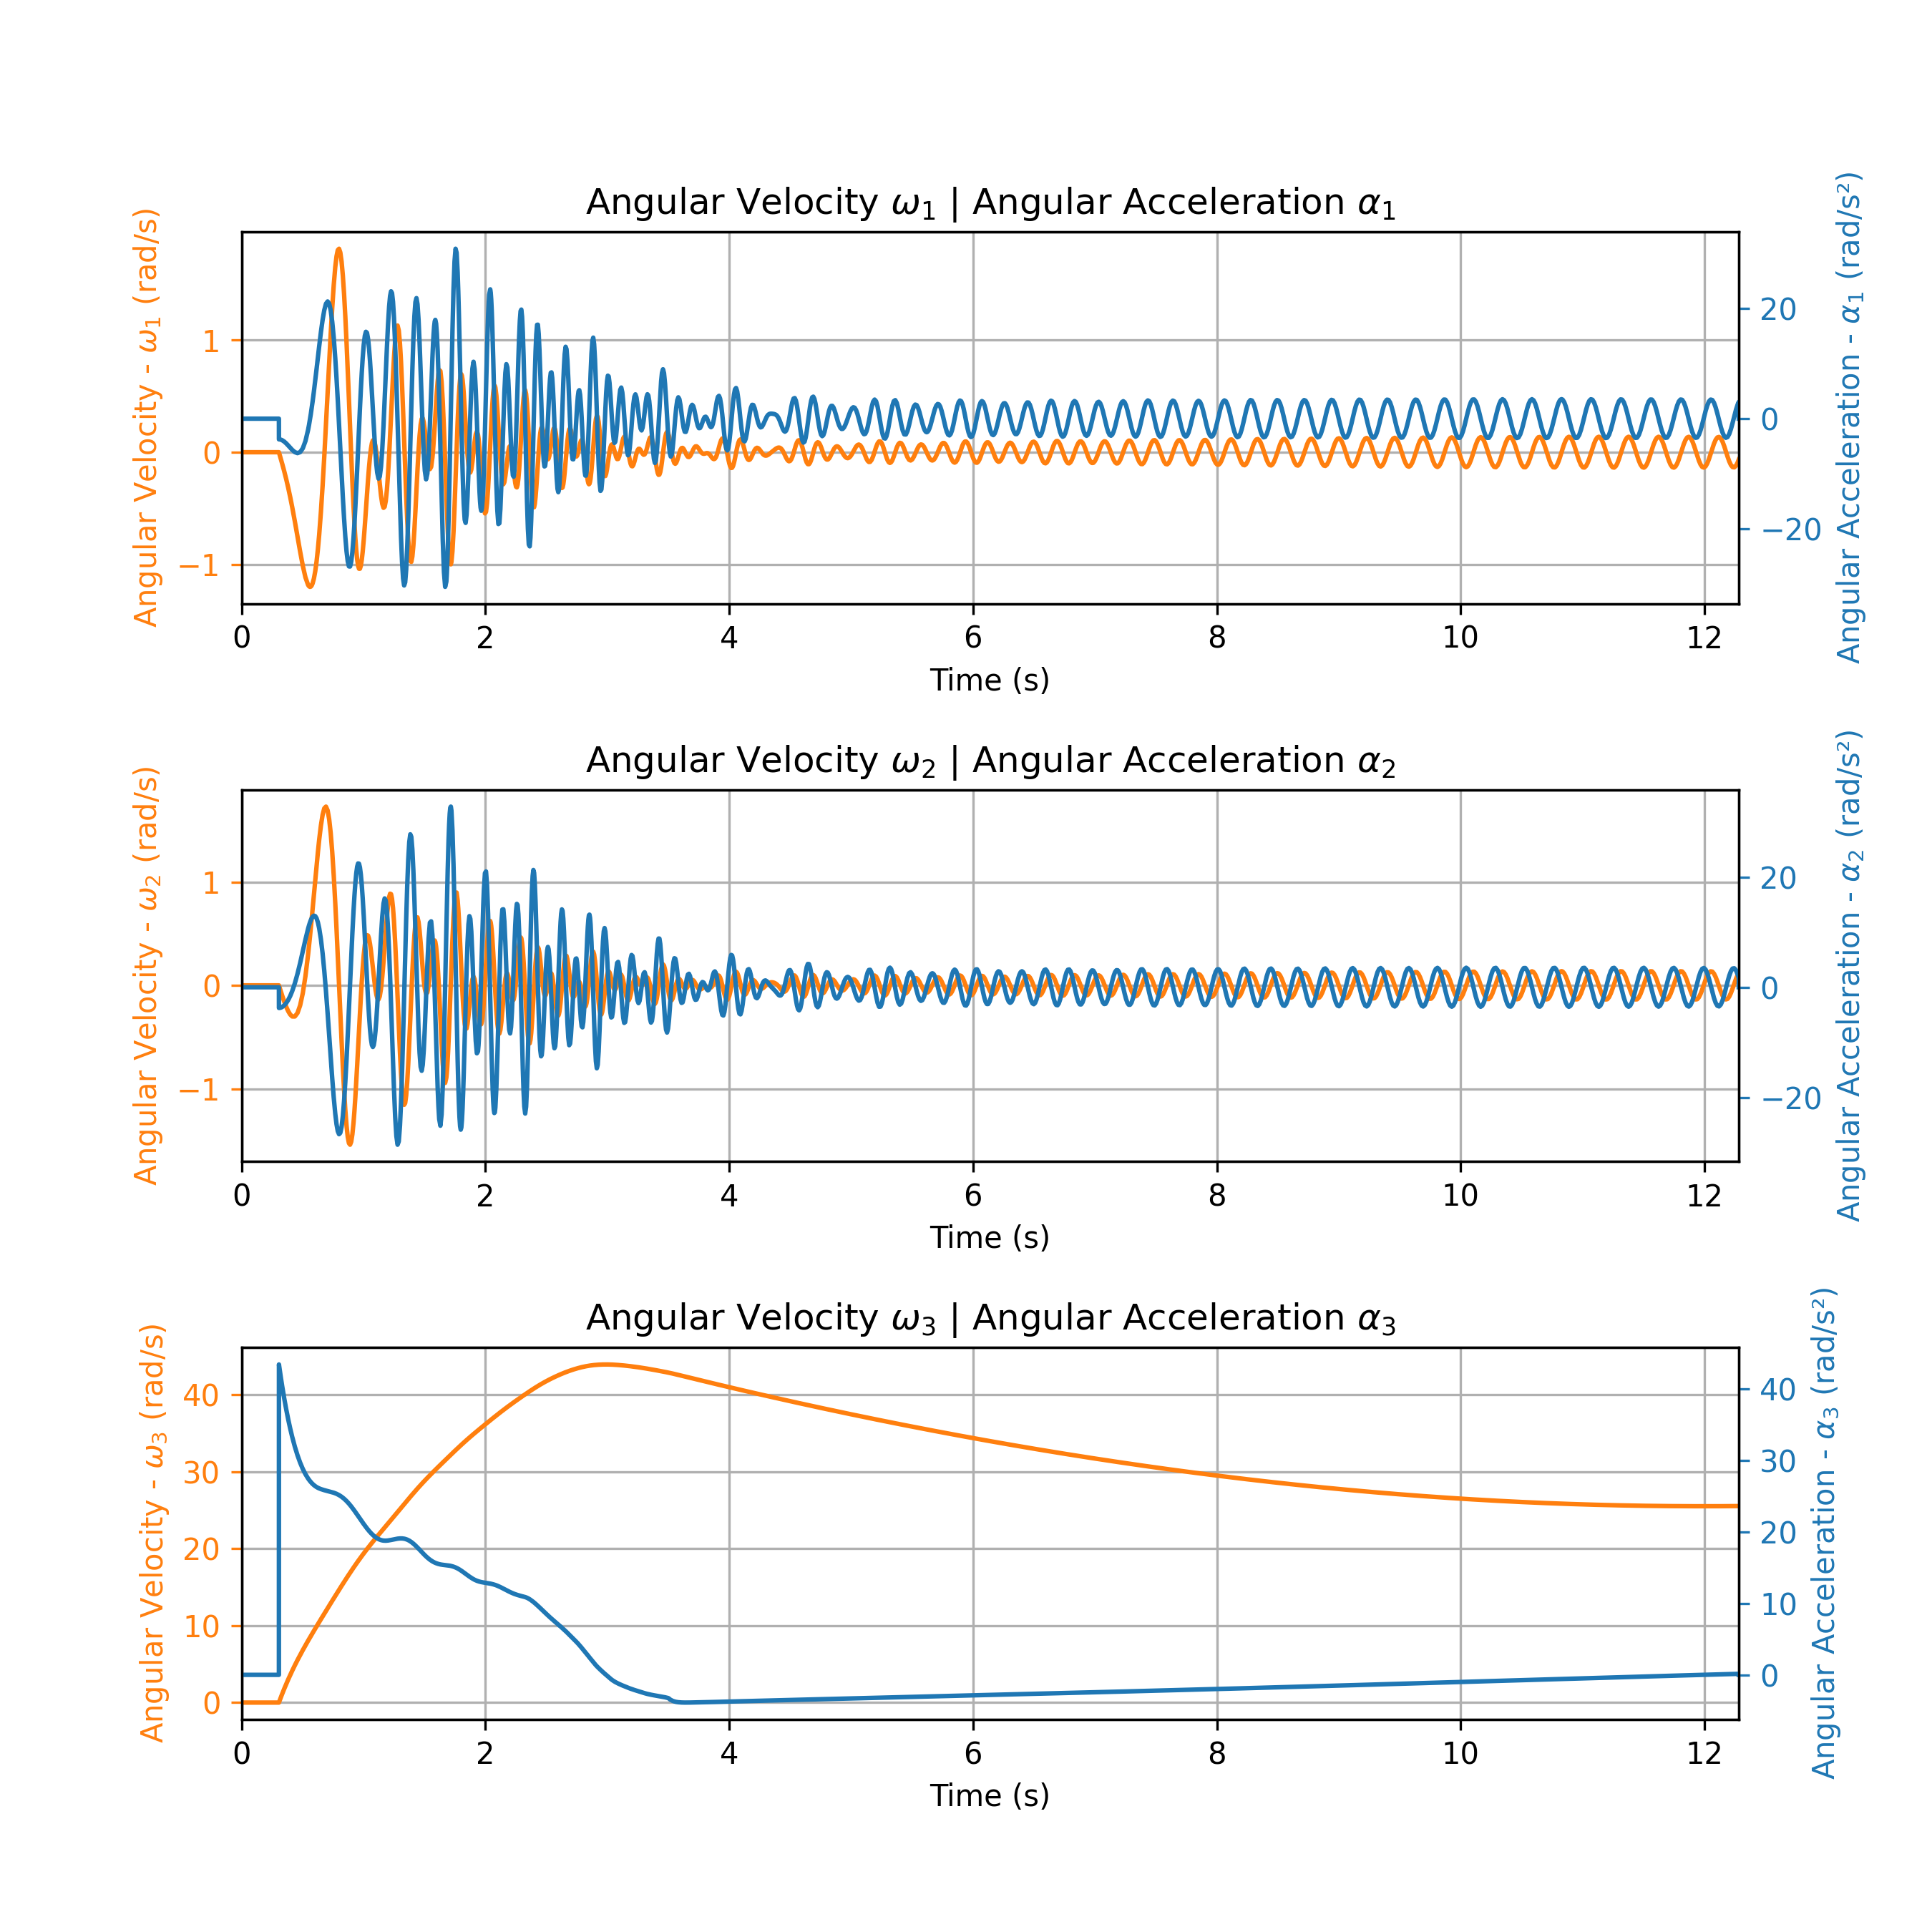 Angular Velocity ω₁ | Angular Acceleration α₁
Angular Velocity - ω₁ (rad/s)
1
0
−1
20
0
−20
Angular Acceleration - α₁ (rad/s²)
0 2 4 6 8 10 12
Time (s)
Angular Velocity ω₂ | Angular Acceleration α₂
Angular Velocity - ω₂ (rad/s)
1
0
−1
20
0
−20
Angular Acceleration - α₂ (rad/s²)
0 2 4 6 8 10 12
Time (s)
Angular Velocity ω₃ | Angular Acceleration α₃
Angular Velocity - ω₃ (rad/s)
40
30
20
10
0
40
30
20
10
0
Angular Acceleration - α₃ (rad/s²)
0 2 4 6 8 10 12
Time (s)